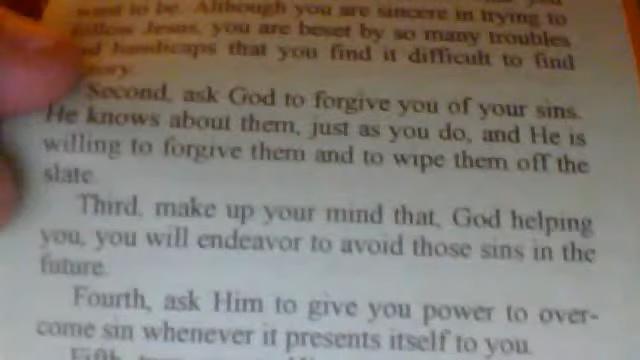 want to be. Although you are sincere in trying to
follow Jesus, you are beset by so many troubles
and handicaps that you find it difficult to find
Second, ask God to forgive you of your sins.
He knows about them, just as you do, and He is
willing to forgive them and to wipe them off the
slate.
Third, make up your mind that, God helping
you, you will endeavor to avoid those sins in the
future.
Fourth, ask Him to give you power to over-
come sin whenever it presents itself to you.
Fifth,